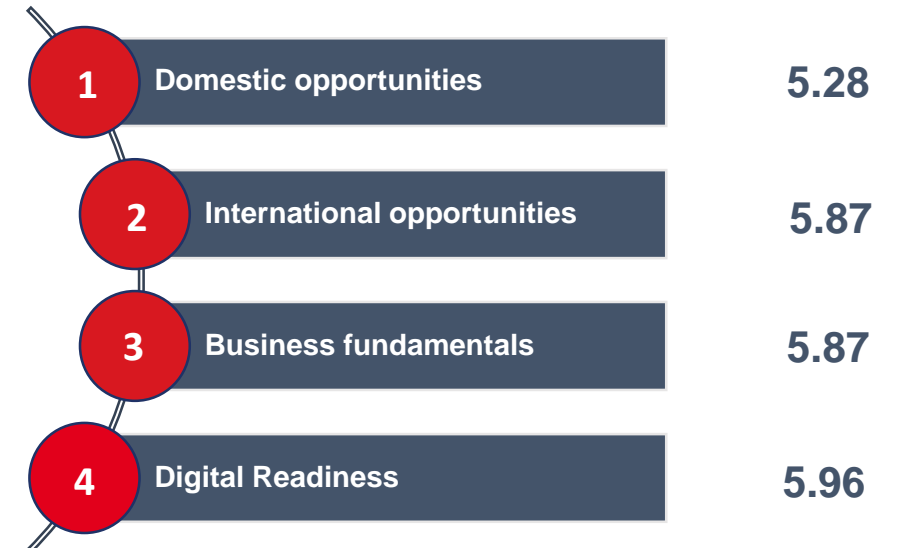 1 Domestic opportunities 5.28
2 International opportunities 5.87
3 Business fundamentals 5.87
4 Digital Readiness 5.96